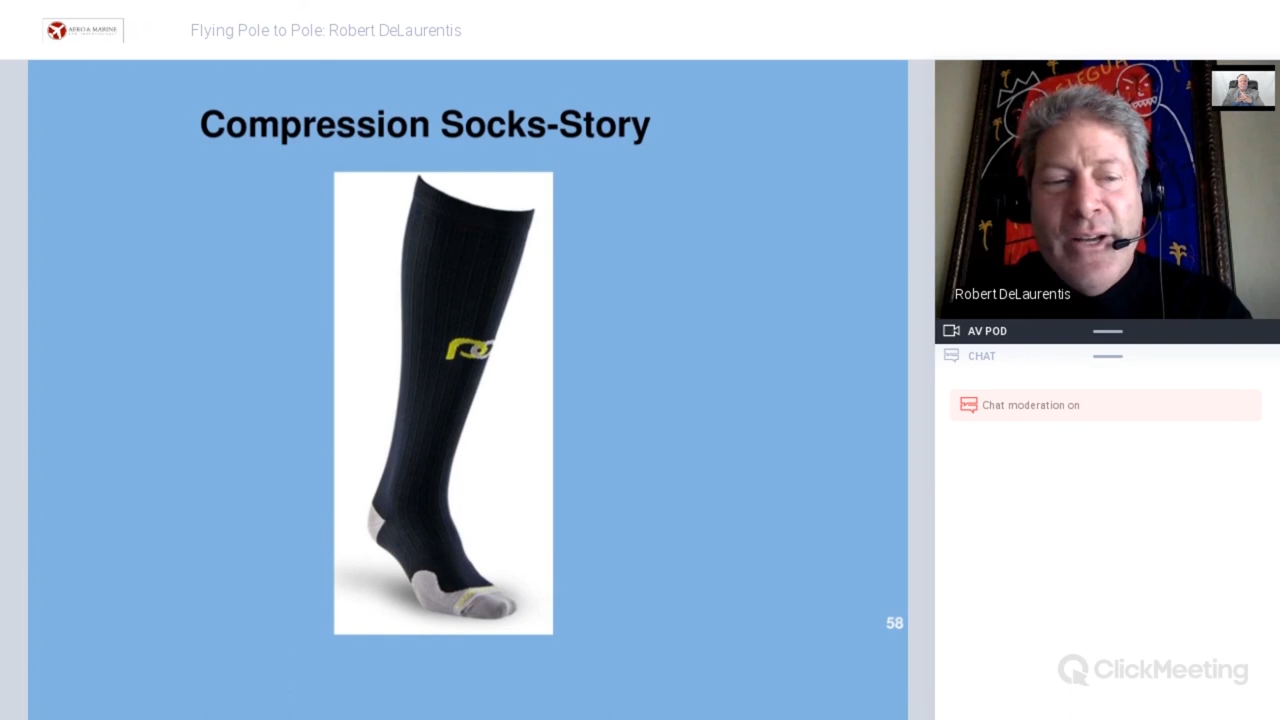 AERO & MARINE
Flying Pole to Pole: Robert DeLaurentis
Compression Socks-Story
58
ELEGUA
Robert DeLaurentis
AV POD
CHAT
Chat moderation on
ClickMeeting